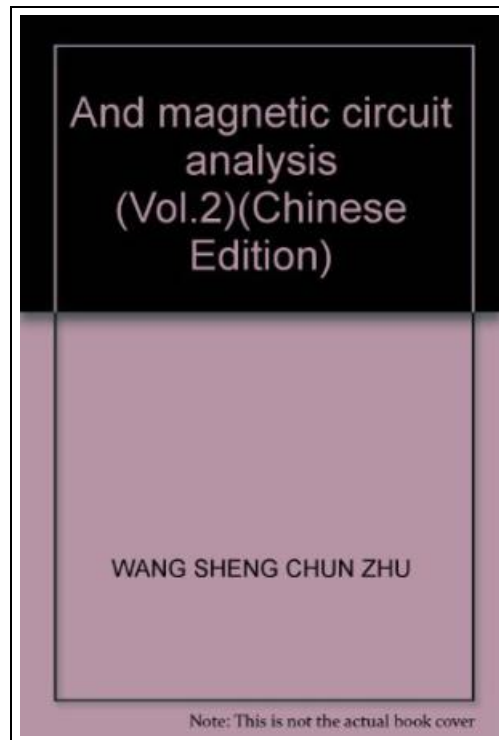 And magnetic circuit
analysis
(Vol.2)(Chinese
Edition)
WANG SHENG CHUN ZHU
Note: This is not the actual book cover